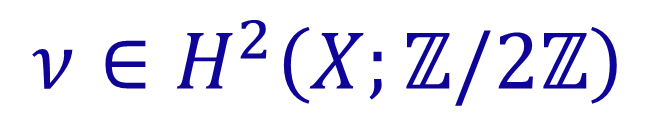 𝜈 ∈ 𝐻²(𝑋; ℤ/2ℤ)